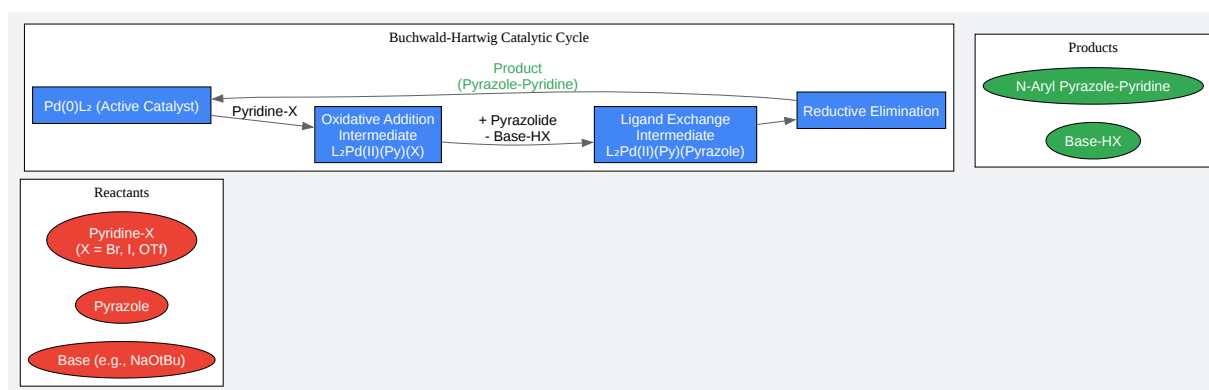 Buchwald-Hartwig Catalytic Cycle
Product
(Pyrazole-Pyridine)
Pd(0)L₂ (Active Catalyst)
Pyridine-X
Oxidative Addition
Intermediate
L₂Pd(II)(Py)(X)
+ Pyrazolide
- Base-HX
Ligand Exchange
Intermediate
L₂Pd(II)(Py)(Pyrazole)
Reductive Elimination
Products
N-Aryl Pyrazole-Pyridine
Base-HX
Reactants
Pyridine-X
(X = Br, I, OTf)
Pyrazole
Base (e.g., NaOtBu)